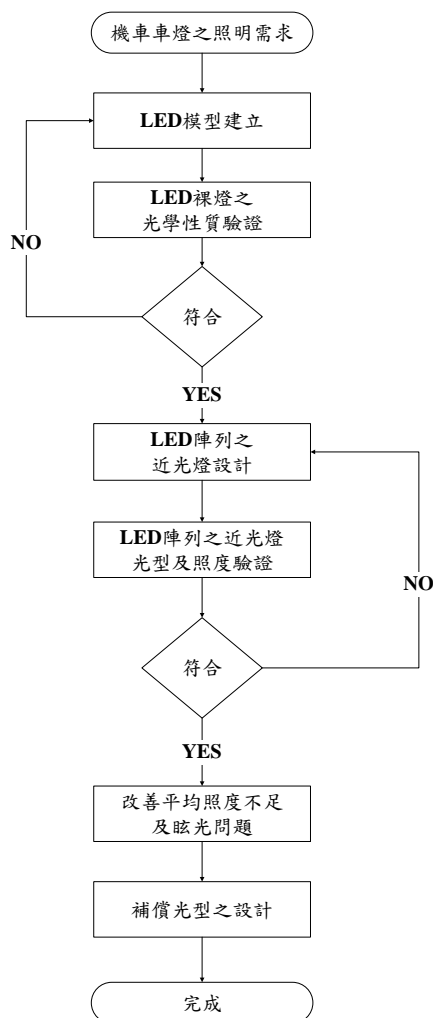 機車車燈之照明需求
LED模型建立
LED裸燈之
光學性質驗證
NO
符合
YES
LED陣列之
近光燈設計
LED陣列之近光燈
光型及照度驗證
NO
符合
YES
改善平均照度不足
及眩光問題
補償光型之設計
完成